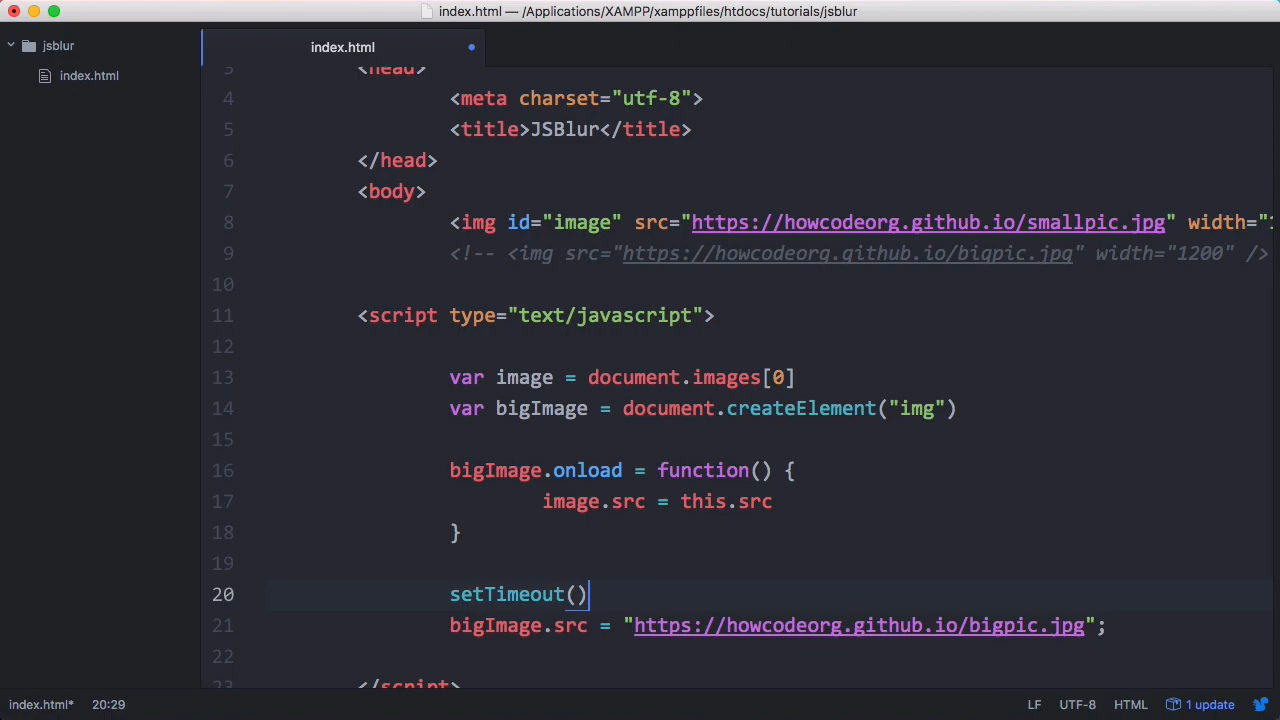 index.html — /Applications/XAMPP/xamppfiles/htdocs/tutorials/jsblur
jsblur
index.html
index.html
3 <head>
4 <meta charset="utf-8">
5 <title>JSBlur</title>
6 </head>
7 <body>
8 <img id="image" src="https://howcodeorg.github.io/smallpic.jpg" width="1
9 <!-- <img src="https://howcodeorg.github.io/bigpic.jpg" width="1200" />
10
11 <script type="text/javascript">
12
13 var image = document.images[0]
14 var bigImage = document.createElement("img")
15
16 bigImage.onload = function() {
17 image.src = this.src
18 }
19
20 setTimeout()
21 bigImage.src = "https://howcodeorg.github.io/bigpic.jpg";
22
23 </script>
index.html* 20:29 LF UTF-8 HTML 1 update